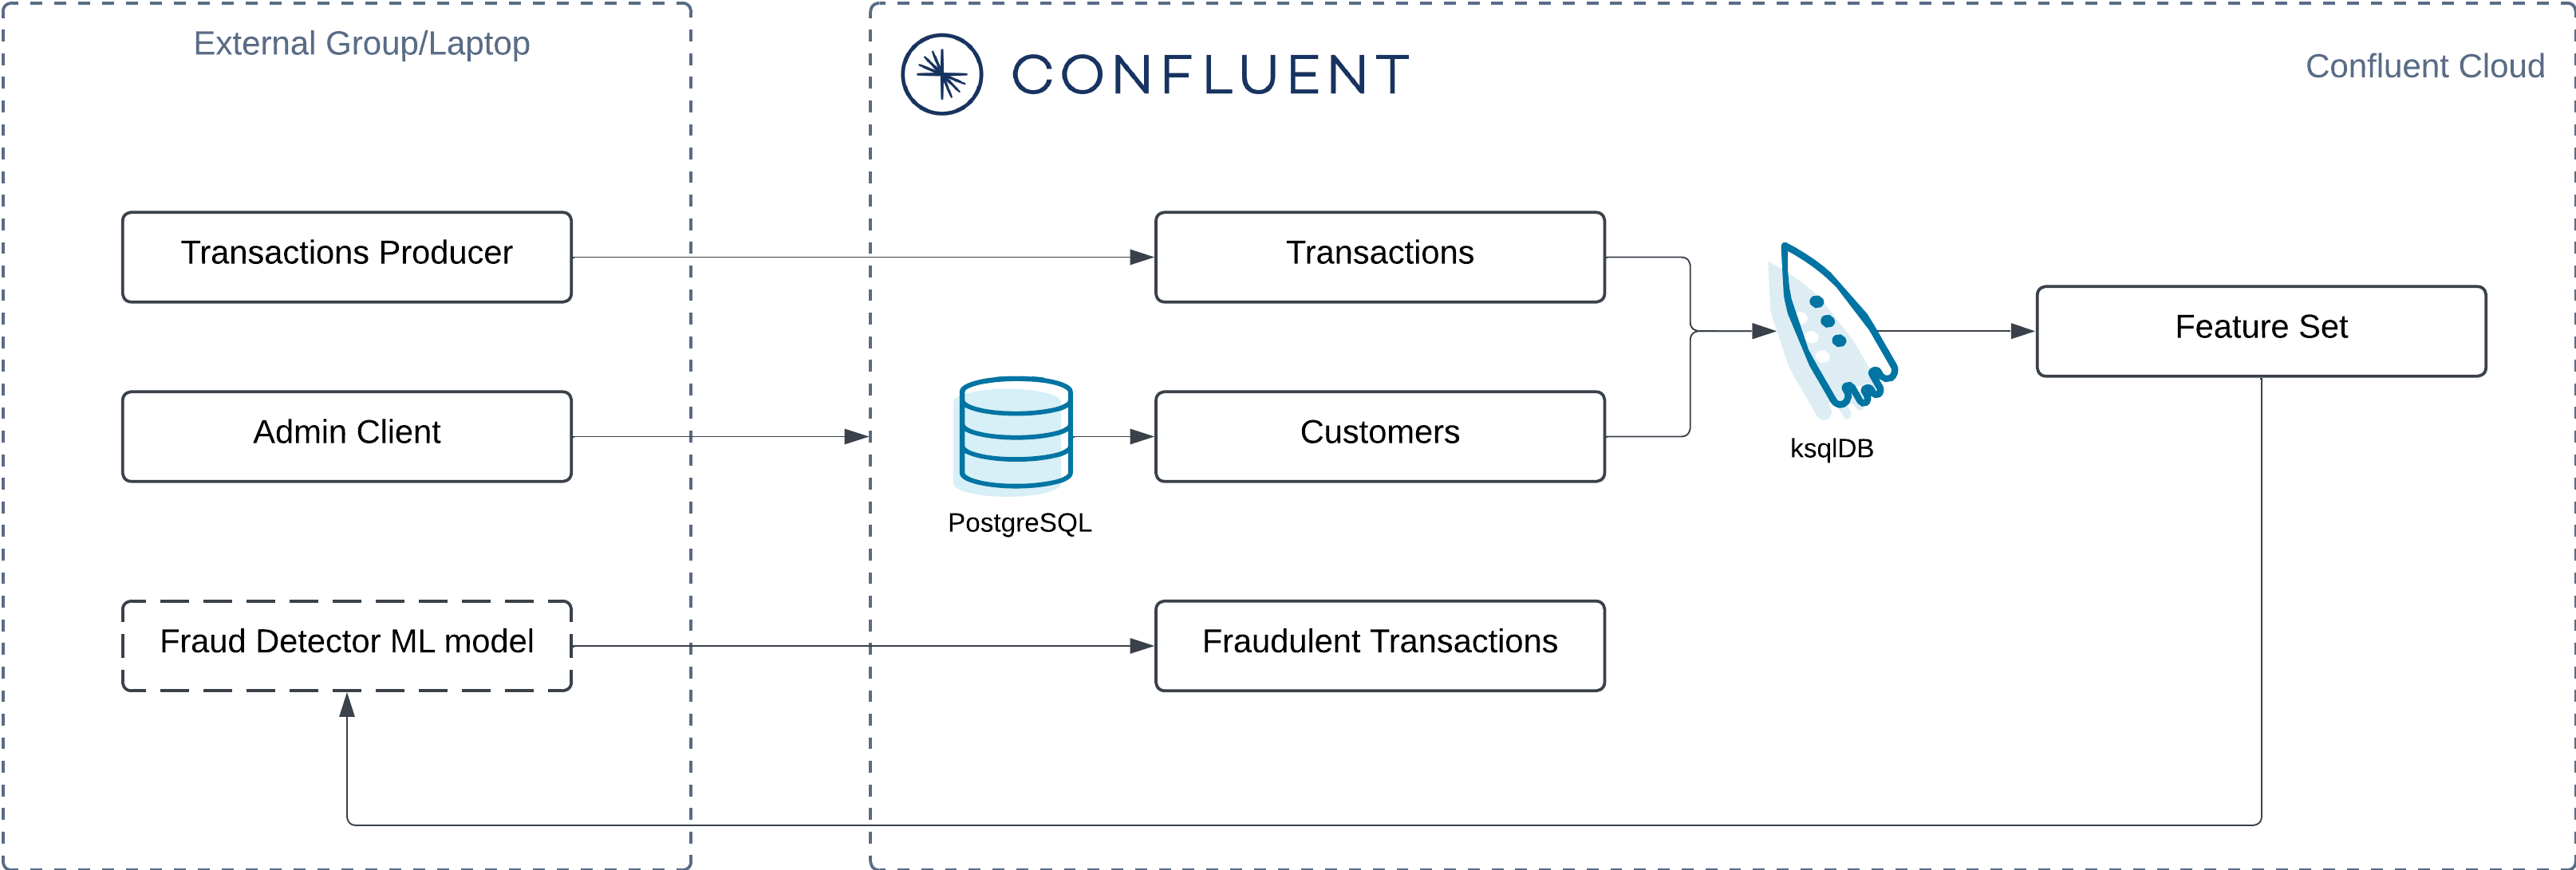 External Group/Laptop
CONFLUENT
Confluent Cloud
Transactions Producer
Transactions
Feature Set
Admin Client
Customers
ksqlDB
PostgreSQL
Fraud Detector ML model
Fraudulent Transactions